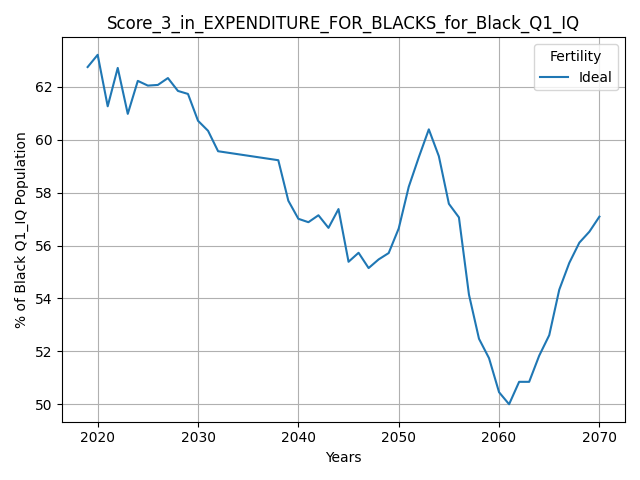 Score_3_in_EXPENDITURE_FOR_BLACKS_for_Black_Q1_IQ
Fertility
Ideal
% of Black Q1_IQ Population
62
60
58
56
54
52
50
2020 2030 2040 2050 2060 2070
Years